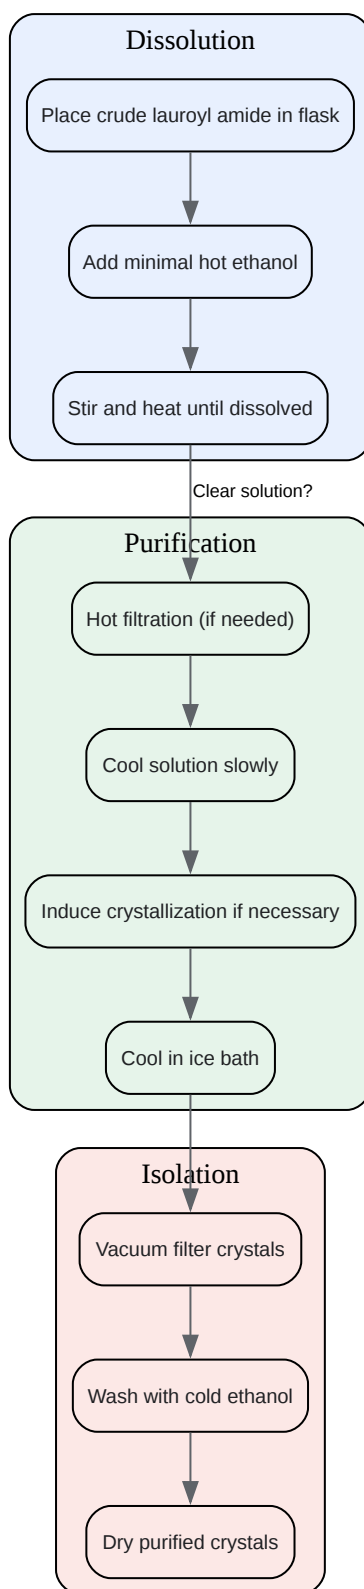 Dissolution
Place crude lauroyl amide in flask
Add minimal hot ethanol
Stir and heat until dissolved
Clear solution?
Purification
Hot filtration (if needed)
Cool solution slowly
Induce crystallization if necessary
Cool in ice bath
Isolation
Vacuum filter crystals
Wash with cold ethanol
Dry purified crystals